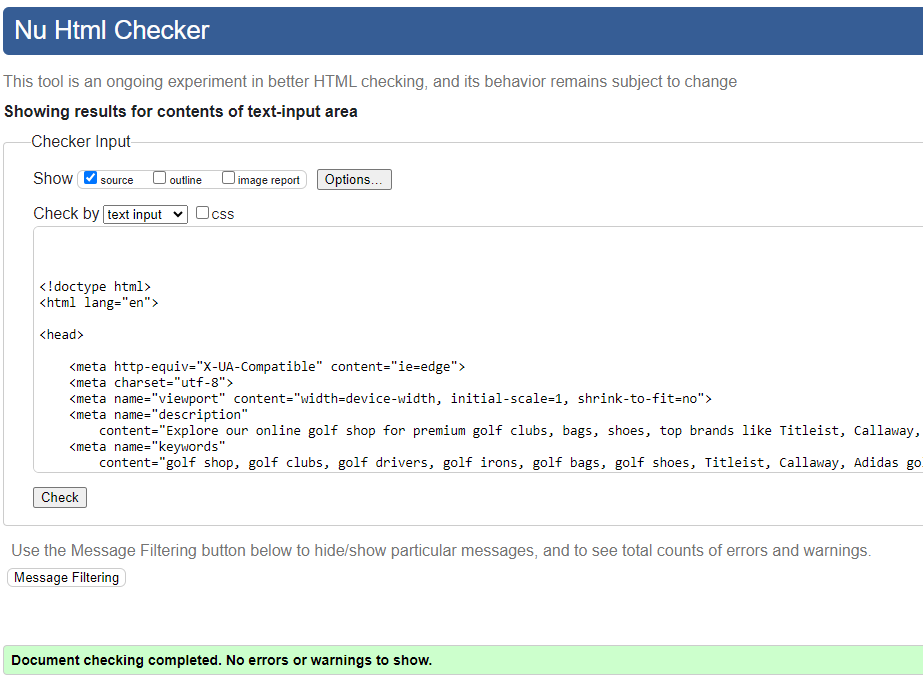 Nu Html Checker
This tool is an ongoing experiment in better HTML checking, and its behavior remains subject to change
Showing results for contents of text-input area
Checker Input
Show source outline image report Options...
Check by text input css
<!doctype html>
<html lang="en">
<head>
<meta http-equiv="X-UA-Compatible" content="ie=edge">
<meta charset="utf-8">
<meta name="viewport" content="width=device-width, initial-scale=1, shrink-to-fit=no">
<meta name="description"
content="Explore our online golf shop for premium golf clubs, bags, shoes, top brands like Titleist, Callaway,
<meta name="keywords"
content="golf shop, golf clubs, golf drivers, golf irons, golf bags, golf shoes, Titleist, Callaway, Adidas go
Check
Use the Message Filtering button below to hide/show particular messages, and to see total counts of errors and warnings.
Message Filtering
Document checking completed. No errors or warnings to show.